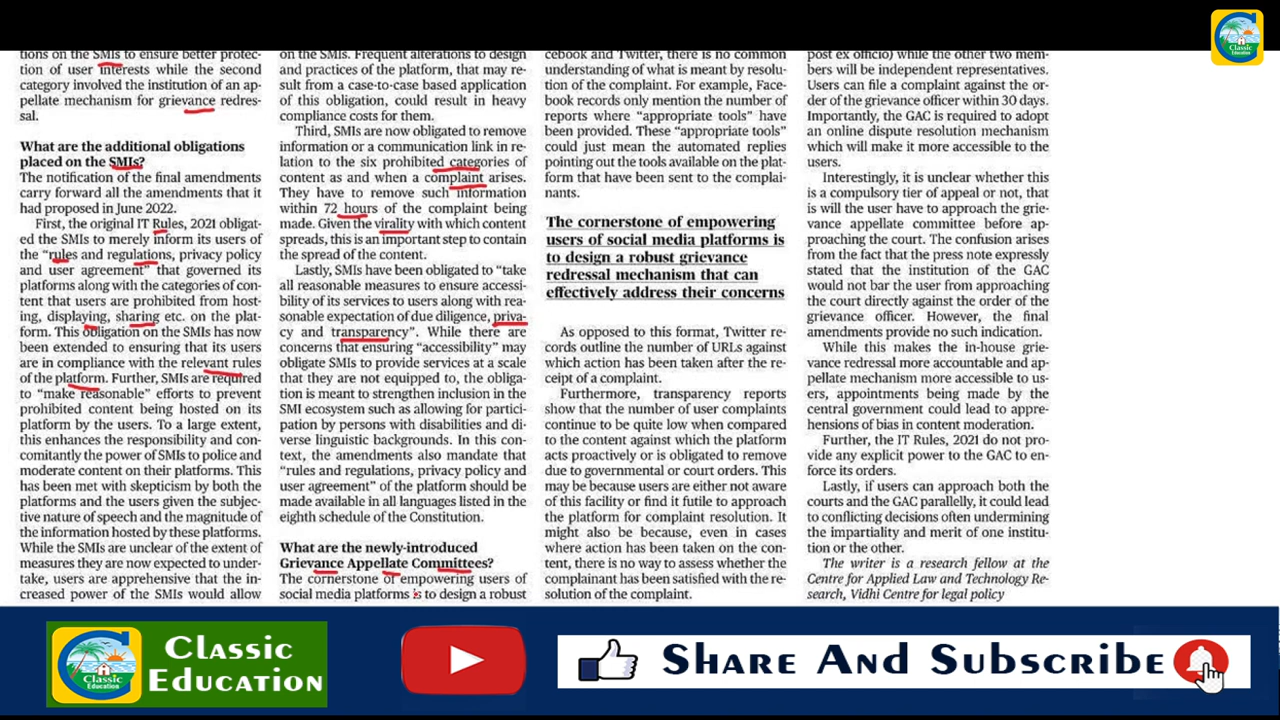 tions on the SMIs to ensure better protec-
tion of user interests while the second
category involved the institution of an ap-
pellate mechanism for grievance redres-
sal.
What are the additional obligations
placed on the SMIs?
The notification of the final amendments
carry forward all the amendments that it
had proposed in June 2022.
First, the original IT Rules, 2021 obligat-
ed the SMIs to merely inform its users of
the “rules and regulations, privacy policy
and user agreement” that governed its
platforms along with the categories of con-
tent that users are prohibited from host-
ing, displaying, sharing etc. on the plat-
form. This obligation on the SMIs has now
been extended to ensuring that its users
are in compliance with the relevant rules
of the platform. Further, SMIs are required
to “make reasonable” efforts to prevent
prohibited content being hosted on its
platform by the users. To a large extent,
this enhances the responsibility and con-
comitantly the power of SMIs to police and
moderate content on their platforms. This
has been met with skepticism by both the
platforms and the users given the subjec-
tive nature of speech and the magnitude of
the information hosted by these platforms.
While the SMIs are unclear of the extent of
measures they are now expected to under-
take, users are apprehensive that the in-
creased power of the SMIs would allow
on the SMIs. Frequent alterations to design
and practices of the platform, that may re-
sult from a case-to-case based application
of this obligation, could result in heavy
compliance costs for them.
Third, SMIs are now obligated to remove
information or a communication link in re-
lation to the six prohibited categories of
content as and when a complaint arises.
They have to remove such information
within 72 hours of the complaint being
made. Given the virality with which content
spreads, this is an important step to contain
the spread of the content.
Lastly, SMIs have been obligated to “take
all reasonable measures to ensure accessi-
bility of its services to users along with rea-
sonable expectation of due diligence, priva-
cy and transparency”. While there are
concerns that ensuring “accessibility” may
obligate SMIs to provide services at a scale
that they are not equipped to, the obliga-
tion is meant to strengthen inclusion in the
SMI ecosystem such as allowing for partici-
pation by persons with disabilities and di-
verse linguistic backgrounds. In this con-
text, the amendments also mandate that
“rules and regulations, privacy policy and
user agreement” of the platform should be
made available in all languages listed in the
eighth schedule of the Constitution.
What are the newly-introduced
Grievance Appellate Committees?
The cornerstone of empowering users of
social media platforms is to design a robust
ebook and Twitter, there is no common
understanding of what is meant by resolu-
tion of the complaint. For example, Face-
book records only mention the number of
reports where “appropriate tools” have
been provided. These “appropriate tools”
could just mean the automated replies
pointing out the tools available on the plat-
form that have been sent to the complai-
nants.
The cornerstone of empowering
users of social media platforms is
to design a robust grievance
redressal mechanism that can
effectively address their concerns
As opposed to this format, Twitter re-
cords outline the number of URLs against
which action has been taken after the re-
ceipt of a complaint.
Furthermore, transparency reports
show that the number of user complaints
continue to be quite low when compared
to the content against which the platform
acts proactively or is obligated to remove
due to governmental or court orders. This
may be because users are either not aware
of this facility or find it futile to approach
the platform for complaint resolution. It
might also be because, even in cases
where action has been taken on the con-
tent, there is no way to assess whether the
complainant has been satisfied with the re-
solution of the complaint.
post ex officio) while the other two mem-
bers will be independent representatives.
Users can file a complaint against the or-
der of the grievance officer within 30 days.
Importantly, the GAC is required to adopt
an online dispute resolution mechanism
which will make it more accessible to the
users.
Interestingly, it is unclear whether this
is a compulsory tier of appeal or not, that
is will the user have to approach the grie-
vance appellate committee before ap-
proaching the court. The confusion arises
from the fact that the press note expressly
stated that the institution of the GAC
would not bar the user from approaching
the court directly against the order of the
grievance officer. However, the final
amendments provide no such indication.
While this makes the in-house grie-
vance redressal more accountable and ap-
pellate mechanism more accessible to us-
ers, appointments being made by the
central government could lead to appre-
hensions of bias in content moderation.
Further, the IT Rules, 2021 do not pro-
vide any explicit power to the GAC to en-
force its orders.
Lastly, if users can approach both the
courts and the GAC parallelly, it could lead
to conflicting decisions often undermining
the impartiality and merit of one institu-
tion or the other.
The writer is a research fellow at the
Centre for Applied Law and Technology Re-
search, Vidhi Centre for legal policy
Classic
Education
Classic
Education
Classic
Education
Share And Subscribe